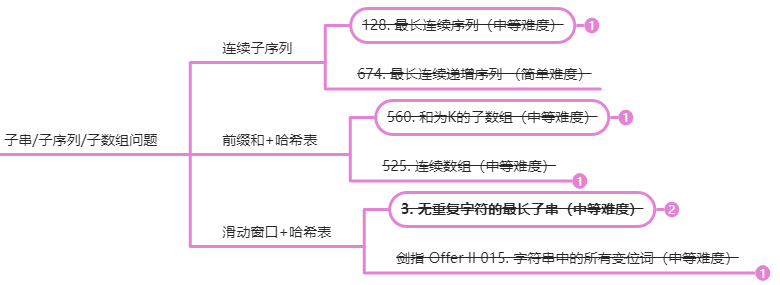 128. 最长连续序列（中等难度）
1
连续子序列
674. 最长连续递增序列 （简单难度）
560. 和为K的子数组（中等难度）
1
子串/子序列/子数组问题
前缀和+哈希表
525. 连续数组（中等难度）
1
3. 无重复字符的最长子串（中等难度）
2
滑动窗口+哈希表
剑指 Offer II 015. 字符串中的所有变位词（中等难度）
1